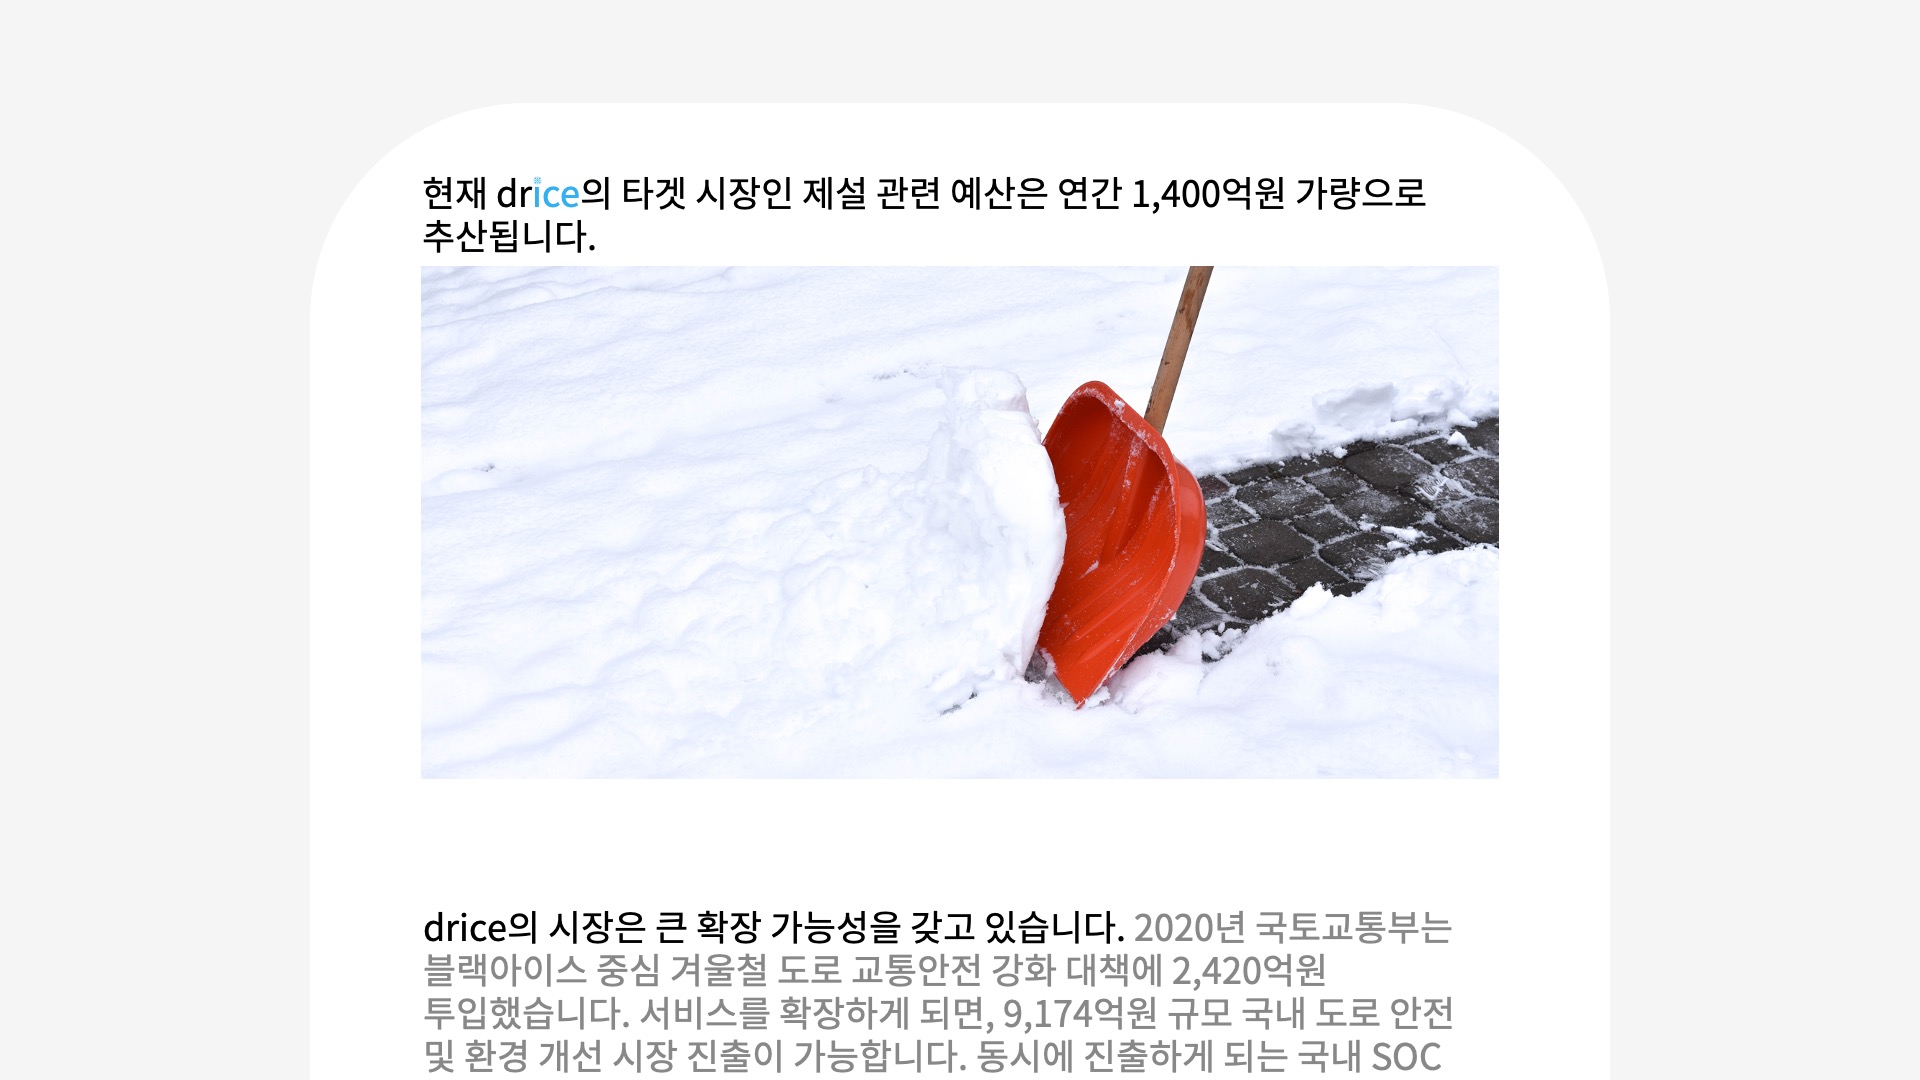 현재 drice의 타겟 시장인 제설 관련 예산은 연간 1,400억원 가량으로
추산됩니다.
drice의 시장은 큰 확장 가능성을 갖고 있습니다. 2020년 국토교통부는
블랙아이스 중심 겨울철 도로 교통안전 강화 대책에 2,420억원
투입했습니다. 서비스를 확장하게 되면, 9,174억원 규모 국내 도로 안전
및 환경 개선 시장 진출이 가능합니다. 동시에 진출하게 되는 국내 SOC